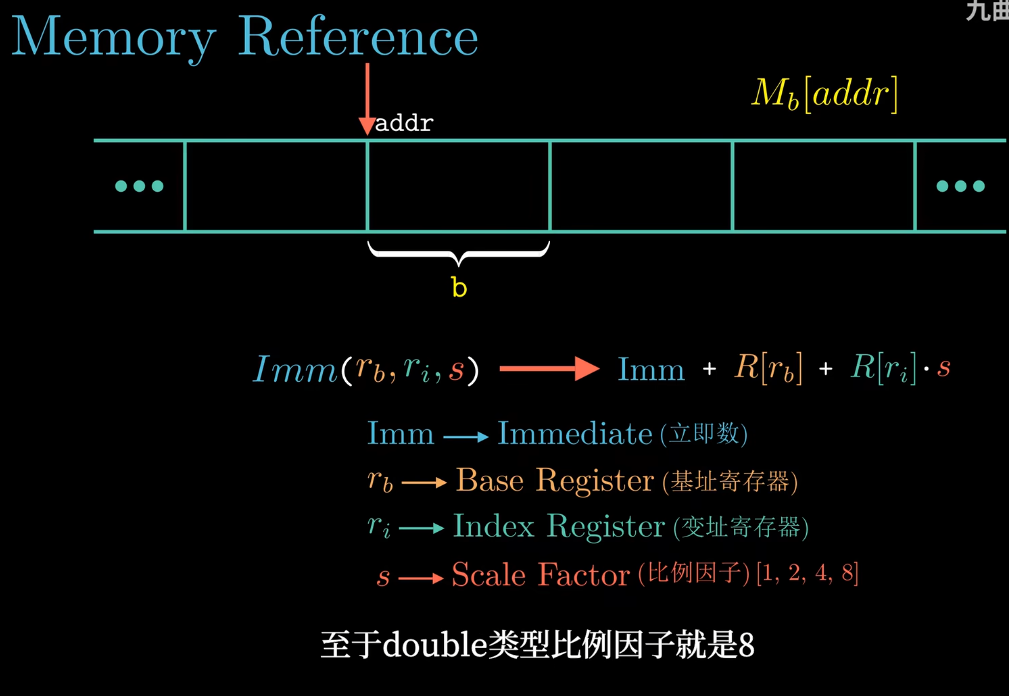 九曲
Memory Reference
M_b[addr]
addr
b
Imm(r_b, r_i, s) → Imm + R[r_b] + R[r_i]·s
Imm → Immediate (立即数)
r_b → Base Register (基址寄存器)
r_i → Index Register (变址寄存器)
s → Scale Factor (比例因子) [1, 2, 4, 8]
至于double类型比例因子就是8